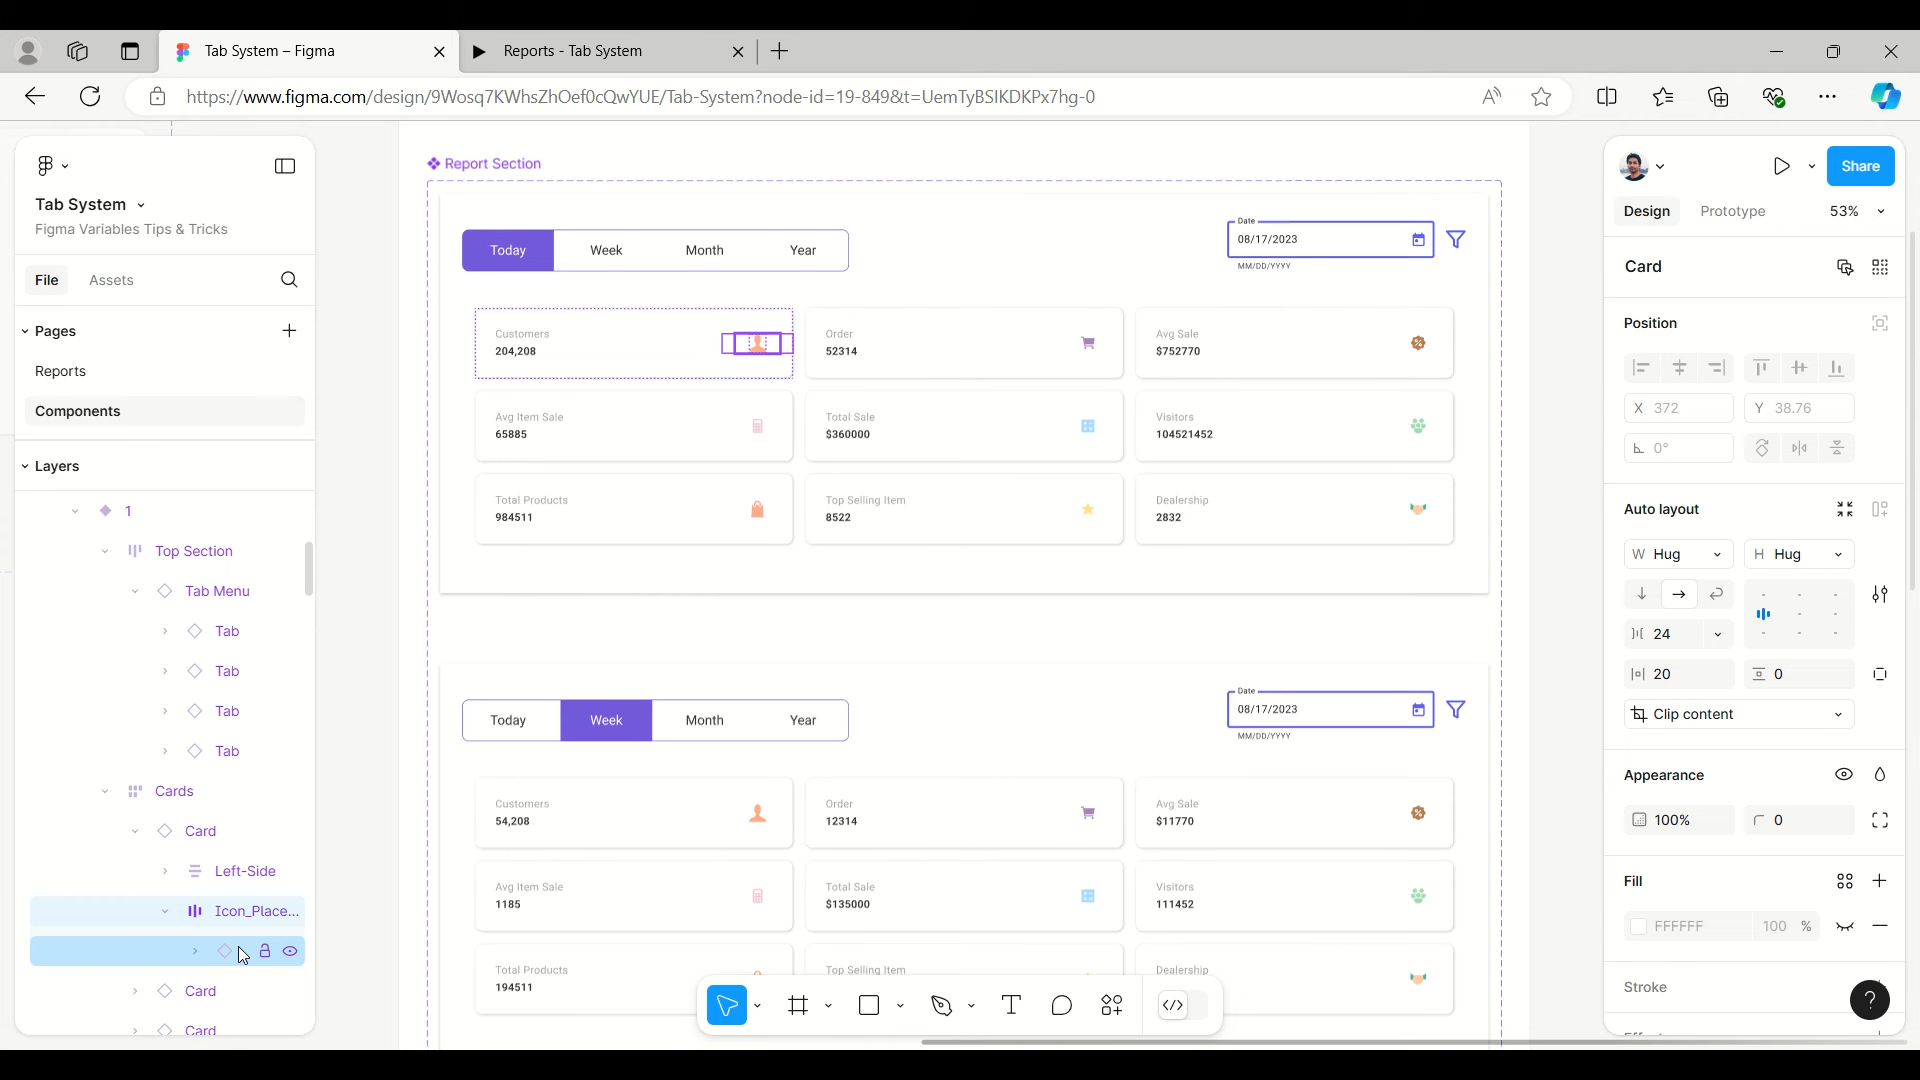 Tab System – Figma
Reports - Tab System
https://www.figma.com/design/9Wosq7KWhsZhOef0cQwYUE/Tab-System?node-id=19-849&t=UemTyBSIKDKPx7hg-0
Tab System
Figma Variables Tips & Tricks
File
Assets
Pages
Reports
Components
Layers
1
Top Section
Tab Menu
Tab
Tab
Tab
Tab
Cards
Card
Left-Side
Icon_Place...
Card
Card
Report Section
Today
Week
Month
Year
Date
08/17/2023
MM/DD/YYYY
Customers
204,208
Order
52314
Avg Sale
$752770
Avg Item Sale
65885
Total Sale
$360000
Visitors
104521452
Total Products
984511
Top Selling Item
8522
Dealership
2832
Today
Week
Month
Year
Date
08/17/2023
MM/DD/YYYY
Customers
54,208
Order
12314
Avg Sale
$11770
Avg Item Sale
1185
Total Sale
$135000
Visitors
111452
Total Products
194511
Top Selling Item
Dealership
Share
Design
Prototype
53%
Card
Position
X 372
Y 38.76
0°
Auto layout
W Hug
H Hug
24
20
0
Clip content
Appearance
100%
0
Fill
FFFFFF
100 %
Stroke
?